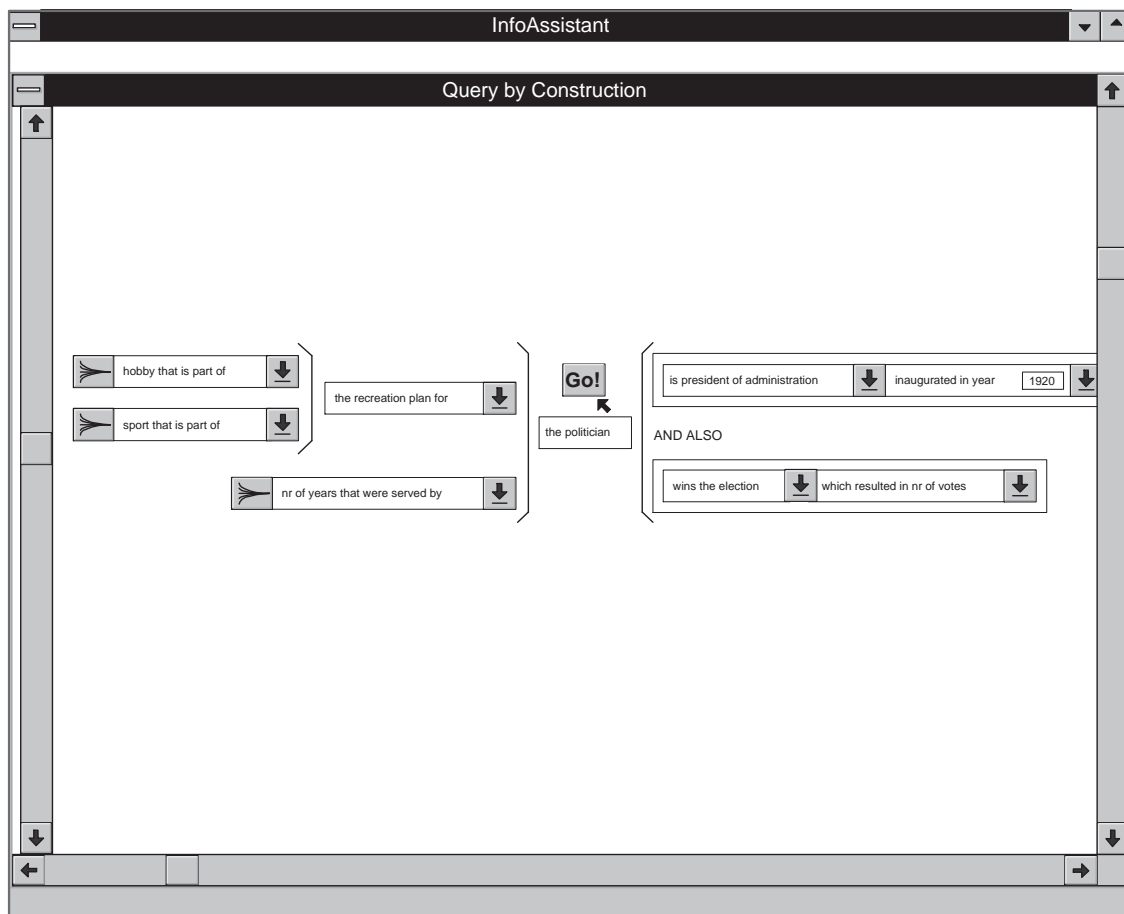 InfoAssistant
Query by Construction
hobby that is part of
sport that is part of
the recreation plan for
nr of years that were served by
Go!
the politician
is president of administration
inaugurated in year
1920
AND ALSO
wins the election
which resulted in nr of votes